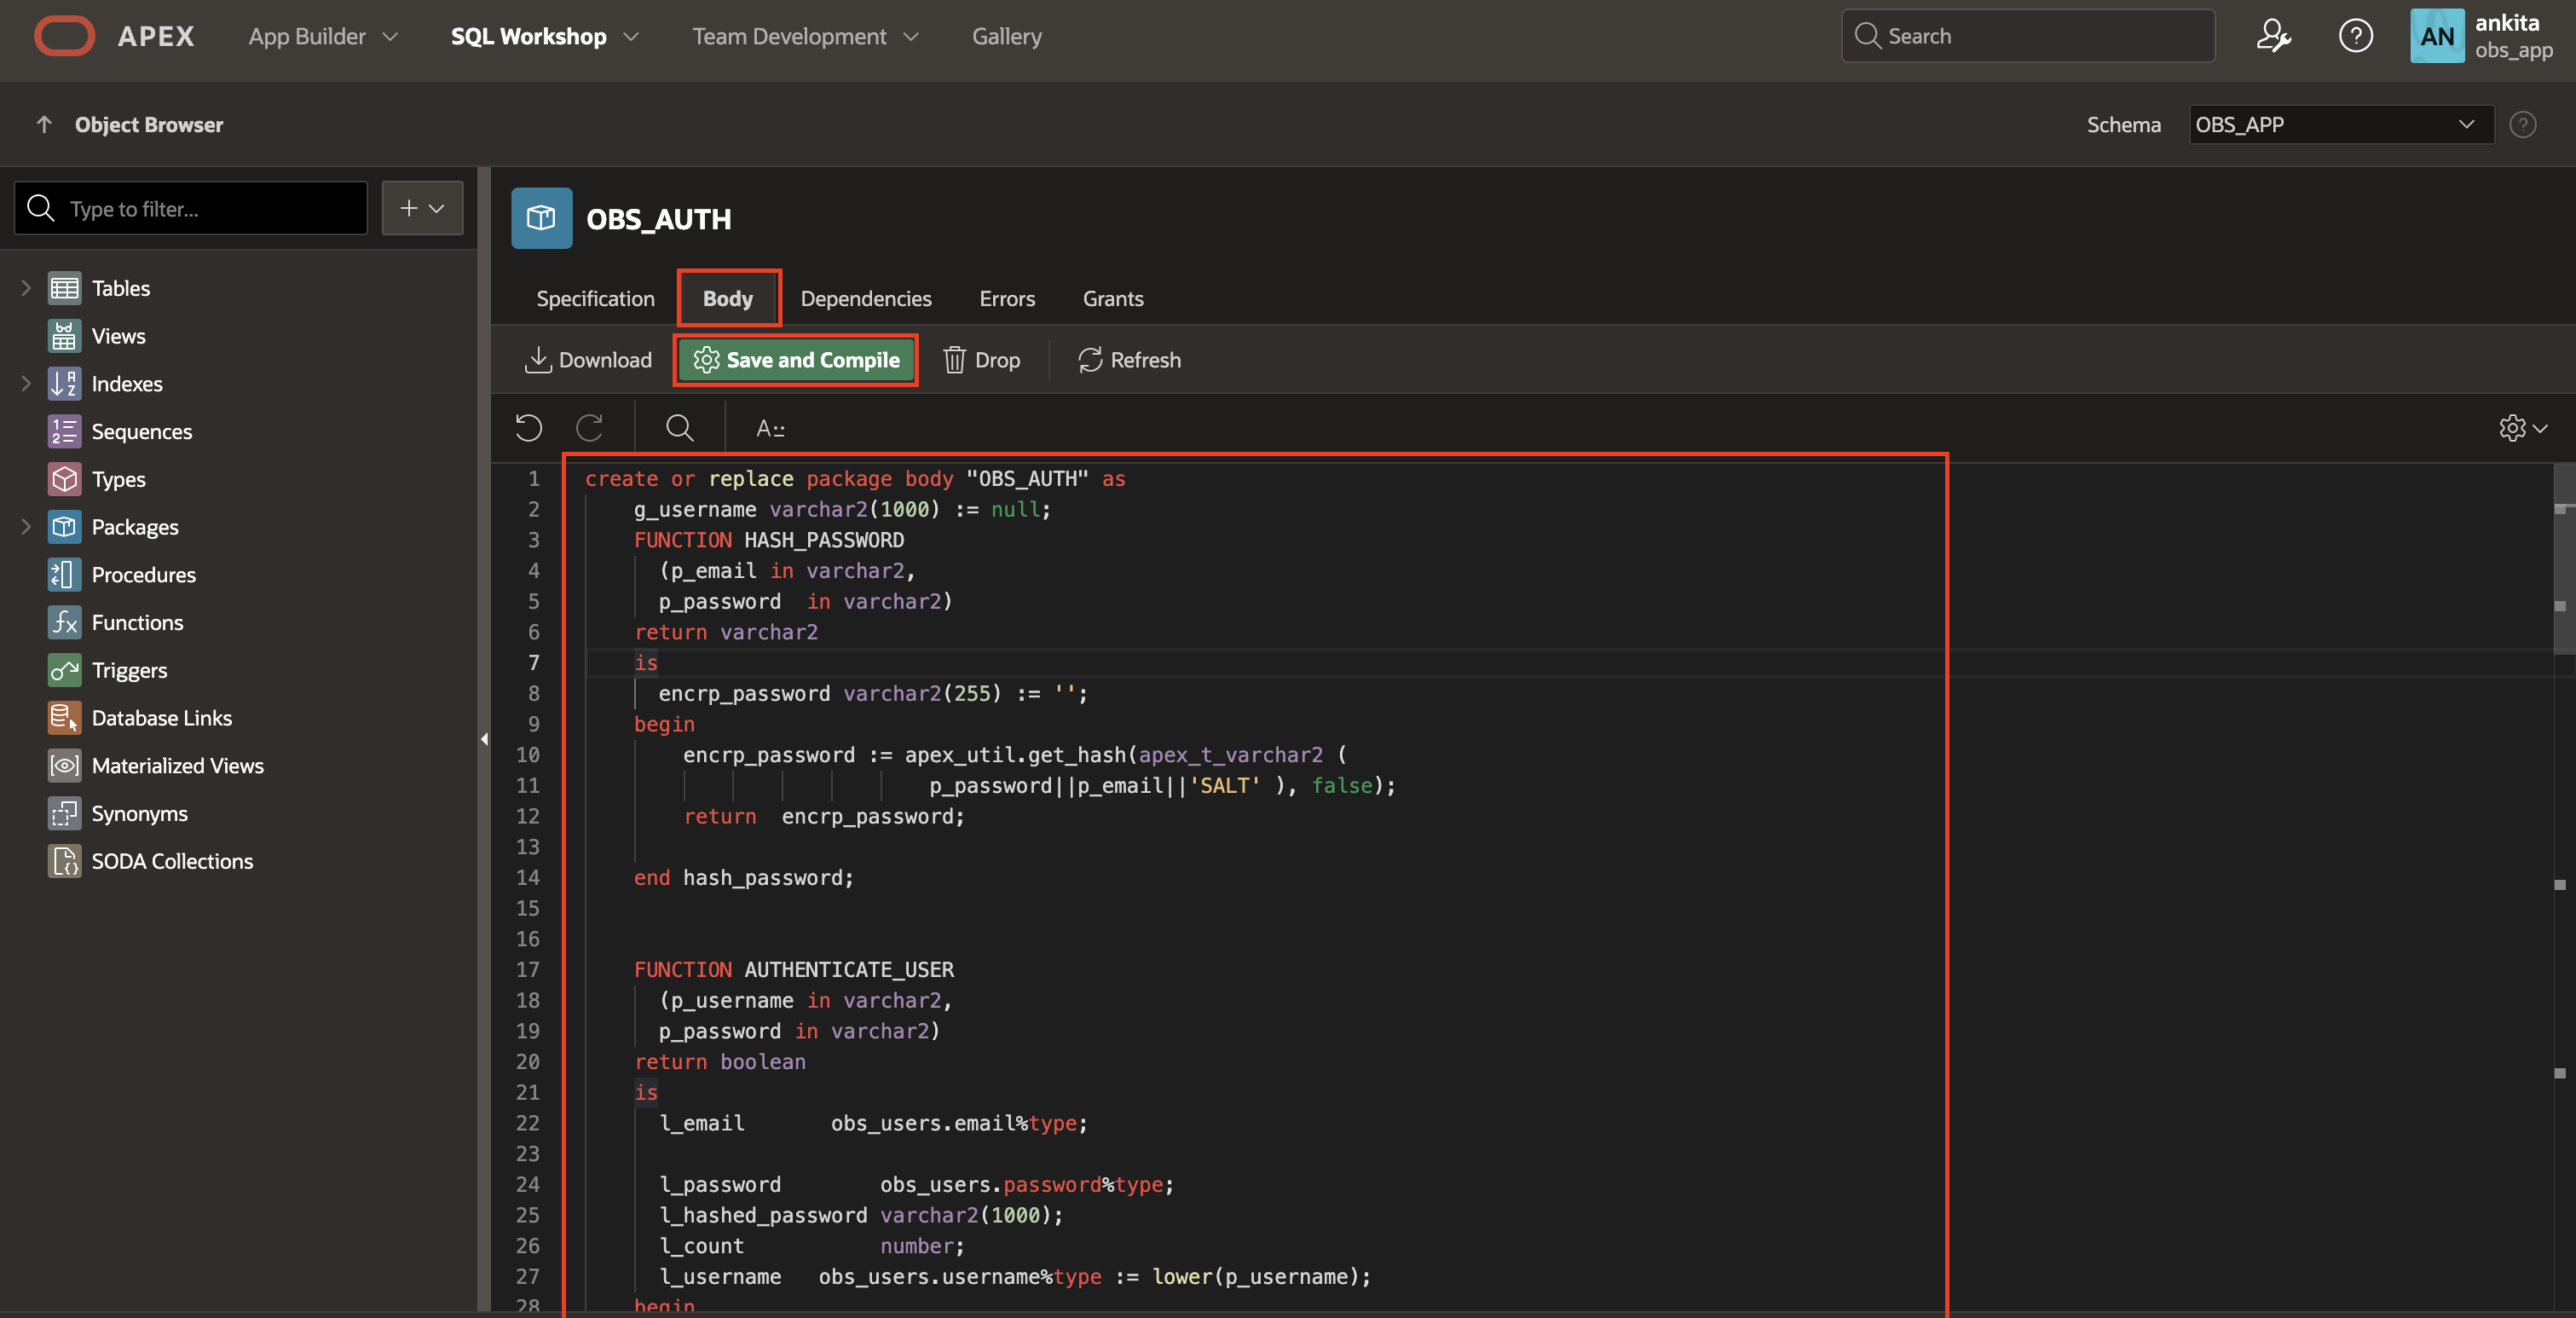 APEX App Builder SQL Workshop Team Development Gallery Search AN ankita
obs_app
Object Browser Schema OBS_APP
Type to filter...
Tables
Views
Indexes
Sequences
Types
Packages
Procedures
Functions
Triggers
Database Links
Materialized Views
Synonyms
SODA Collections
OBS_AUTH
Specification Body Dependencies Errors Grants
Download Save and Compile Drop Refresh
1 create or replace package body "OBS_AUTH" as
2 g_username varchar2(1000) := null;
3 FUNCTION HASH_PASSWORD
4 (p_email in varchar2,
5 p_password  in varchar2)
6 return varchar2
7 is
8 encrp_password varchar2(255) := '';
9 begin
10 encrp_password := apex_util.get_hash(apex_t_varchar2 (
11 p_password||p_email||'SALT' ), false);
12 return  encrp_password;
13
14 end hash_password;
15
16
17 FUNCTION AUTHENTICATE_USER
18 (p_username in varchar2,
19 p_password in varchar2)
20 return boolean
21 is
22 l_email       obs_users.email%type;
23
24 l_password        obs_users.password%type;
25 l_hashed_password varchar2(1000);
26 l_count           number;
27 l_username   obs_users.username%type := lower(p_username);
28 begin